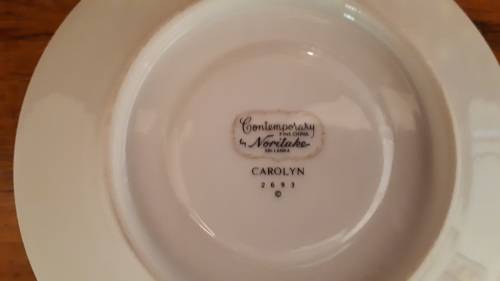 Contemporary
FINE CHINA
by Noritake
SRI LANKA
CAROLYN
2693
©